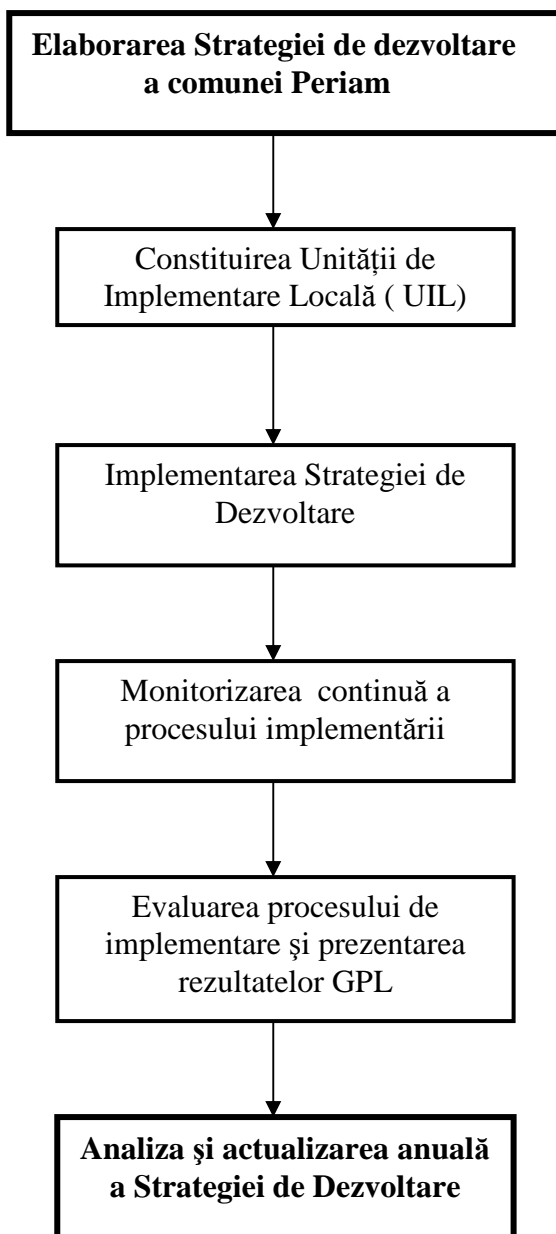 Elaborarea Strategiei de dezvoltare
a comunei Periam
Constituirea Unității de
Implementare Locală ( UIL)
Implementarea Strategiei de
Dezvoltare
Monitorizarea continuă a
procesului implementării
Evaluarea procesului de
implementare şi prezentarea
rezultatelor GPL
Analiza şi actualizarea anuală
a Strategiei de Dezvoltare